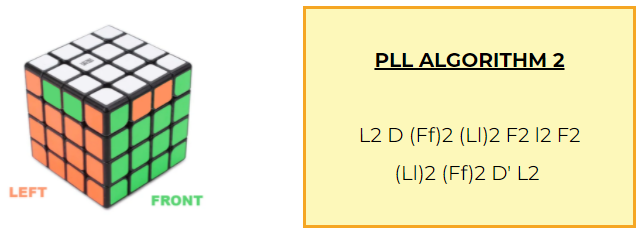 LEFT
FRONT
PLL ALGORITHM 2
L2 D (Ff)2 (Ll)2 F2 l2 F2
(Ll)2 (Ff)2 D' L2